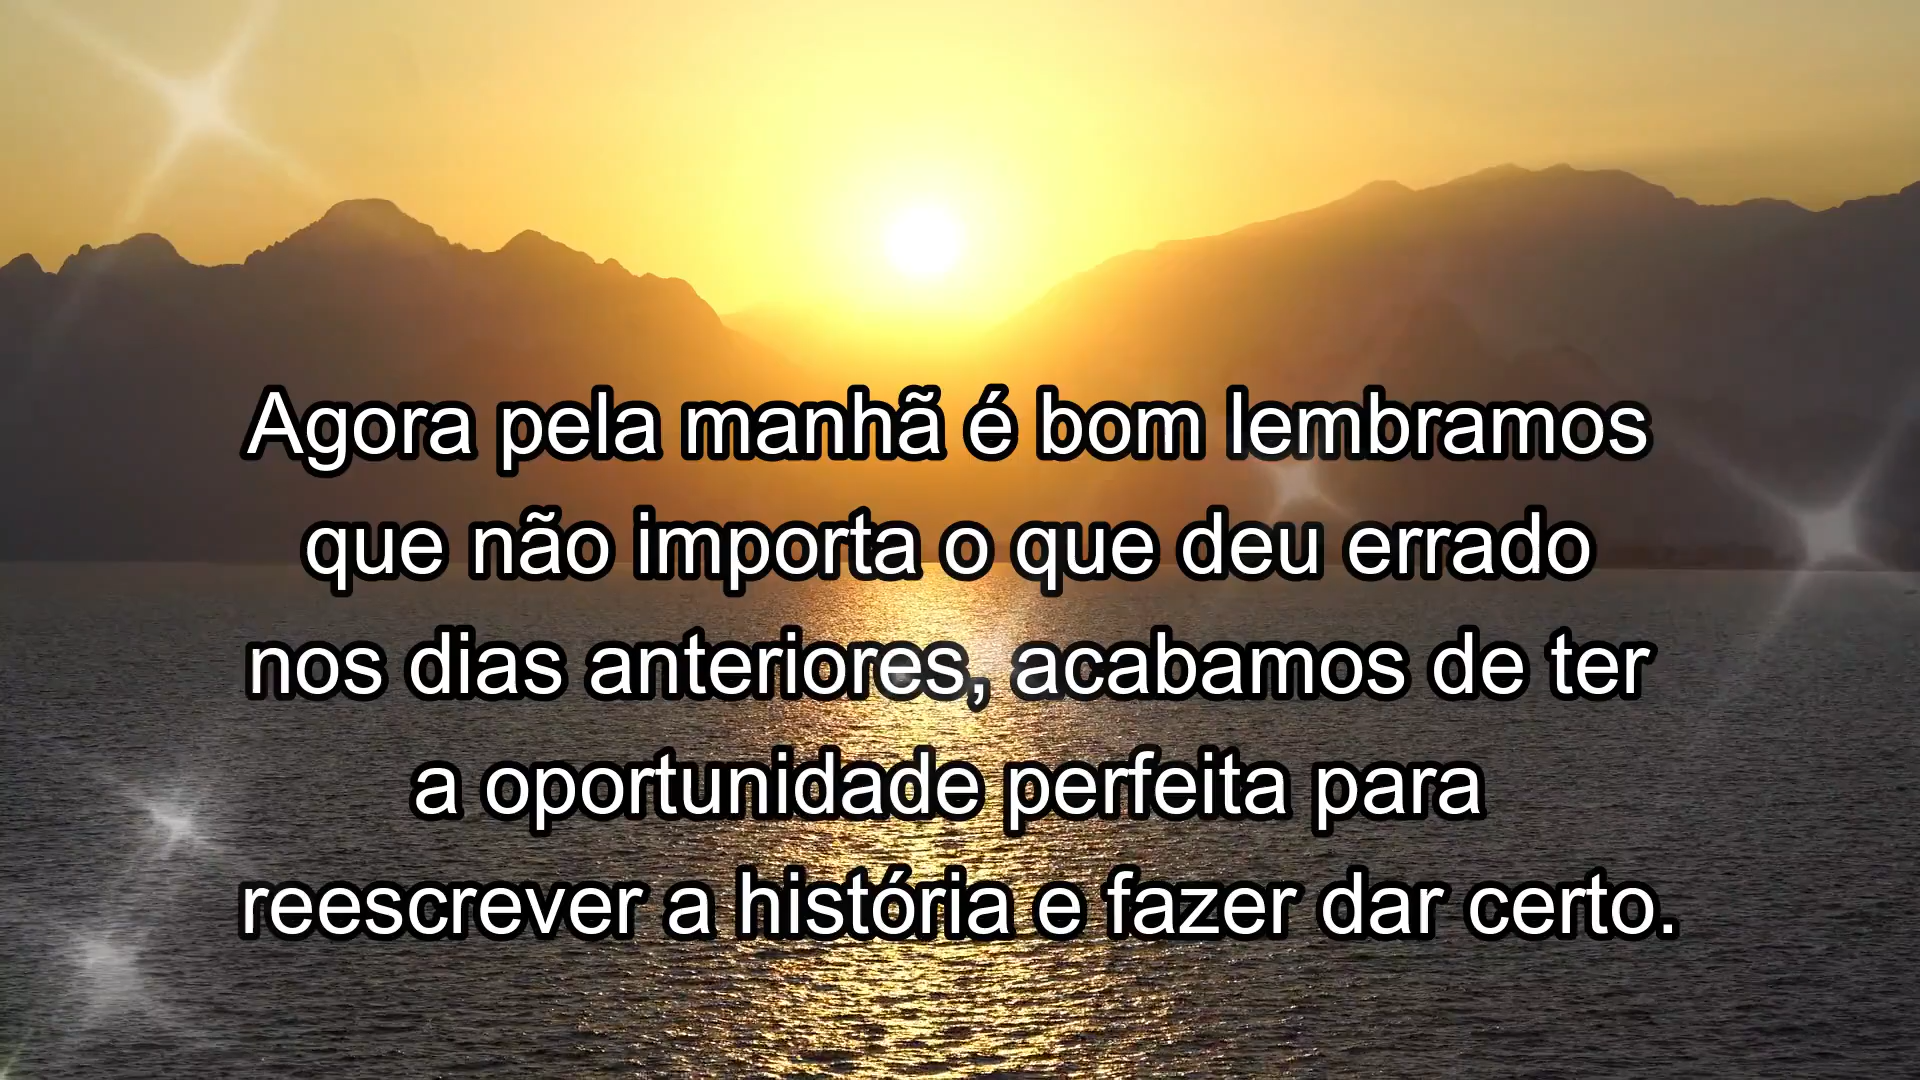 Agora pela manhã é bom lembramos
que não importa o que deu errado
nos dias anteriores, acabamos de ter
a oportunidade perfeita para
reescrever a história e fazer dar certo.